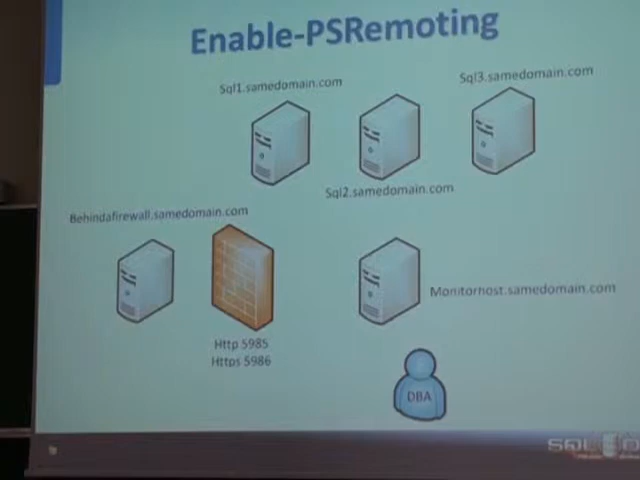 Enable-PSRemoting
Sql1.samedomain.com
Sql3.samedomain.com
Sql2.samedomain.com
Behindafirewall.samedomain.com
Monitorhost.samedomain.com
Http 5985
Https 5986
DBA